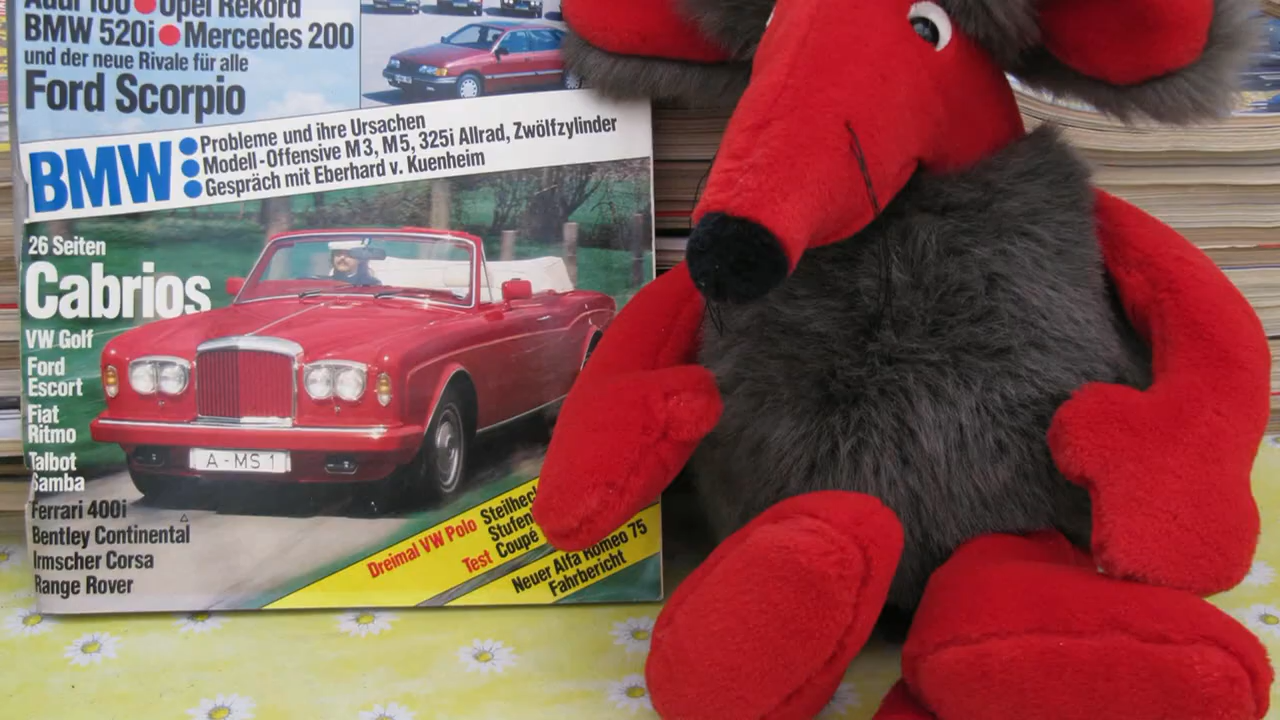 Audi 100 • Opel Rekord
BMW 520i • Mercedes 200
und der neue Rivale für alle
Ford Scorpio
BMW
Probleme und ihre Ursachen
Modell-Offensive M3, M5, 325i Allrad, Zwölfzylinder
Gespräch mit Eberhard v. Kuenheim
26 Seiten
Cabrios
VW Golf
Ford
Escort
Fiat
Ritmo
Talbot
Samba
Ferrari 400i
Bentley Continental
Irmscher Corsa
Range Rover
A-MS 1
Dreimal VW Polo
Test
Steilheck
Stufen
Coupé
Neuer Alfa Romeo 75
Fahrbericht